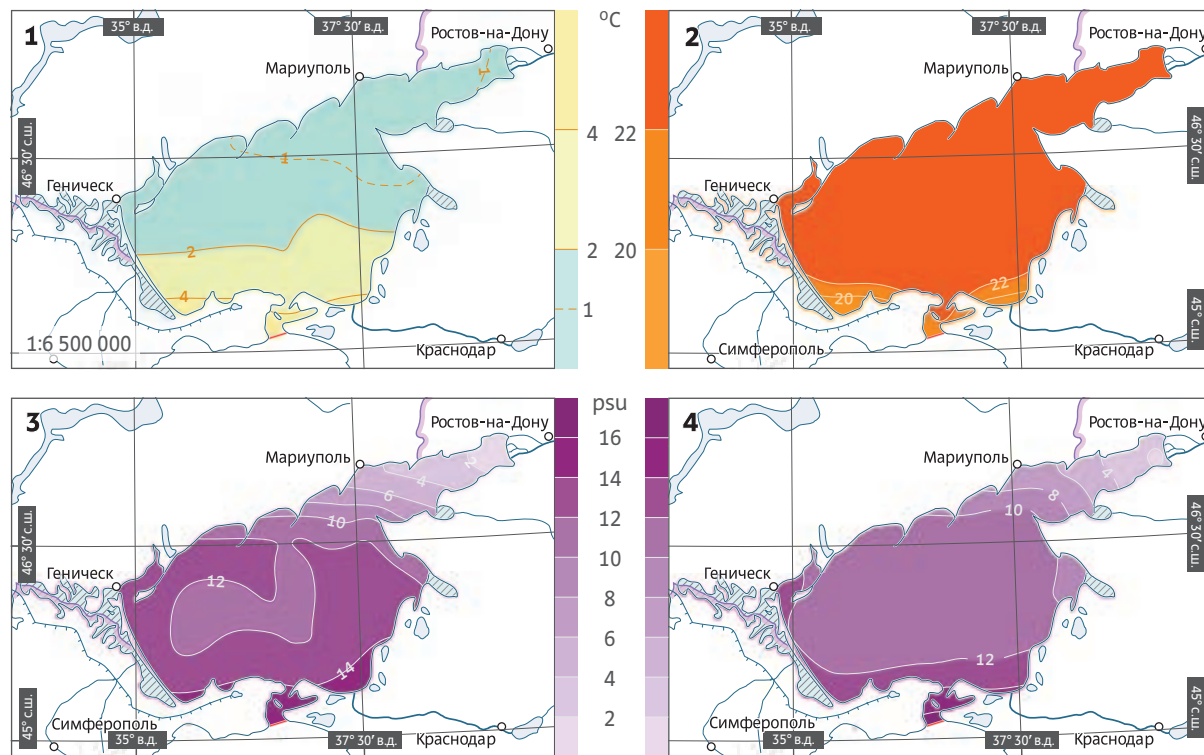 1
35° в.д.
37° 30′ в.д.
Ростов-на-Дону
Мариуполь
1
46° 30′ с.ш.
1
Геническ
2
4
1:6 500 000
Краснодар
°C
4
22
2
20
1
2
35° в.д.
37° 30′ в.д.
Ростов-на-Дону
Мариуполь
46° 30′ с.ш.
Геническ
22
20
45° с.ш.
Симферополь
Краснодар
3
Ростов-на-Дону
Мариуполь
2
4
6
10
46° 30′ с.ш.
Геническ
12
14
45° с.ш.
Симферополь
35° в.д.
37° 30′ в.д.
Краснодар
psu
16
14
12
10
8
6
4
2
4
Ростов-на-Дону
Мариуполь
4
8
10
46° 30′ с.ш.
Геническ
12
45° с.ш.
Симферополь
35° в.д.
37° 30′ в.д.
Краснодар